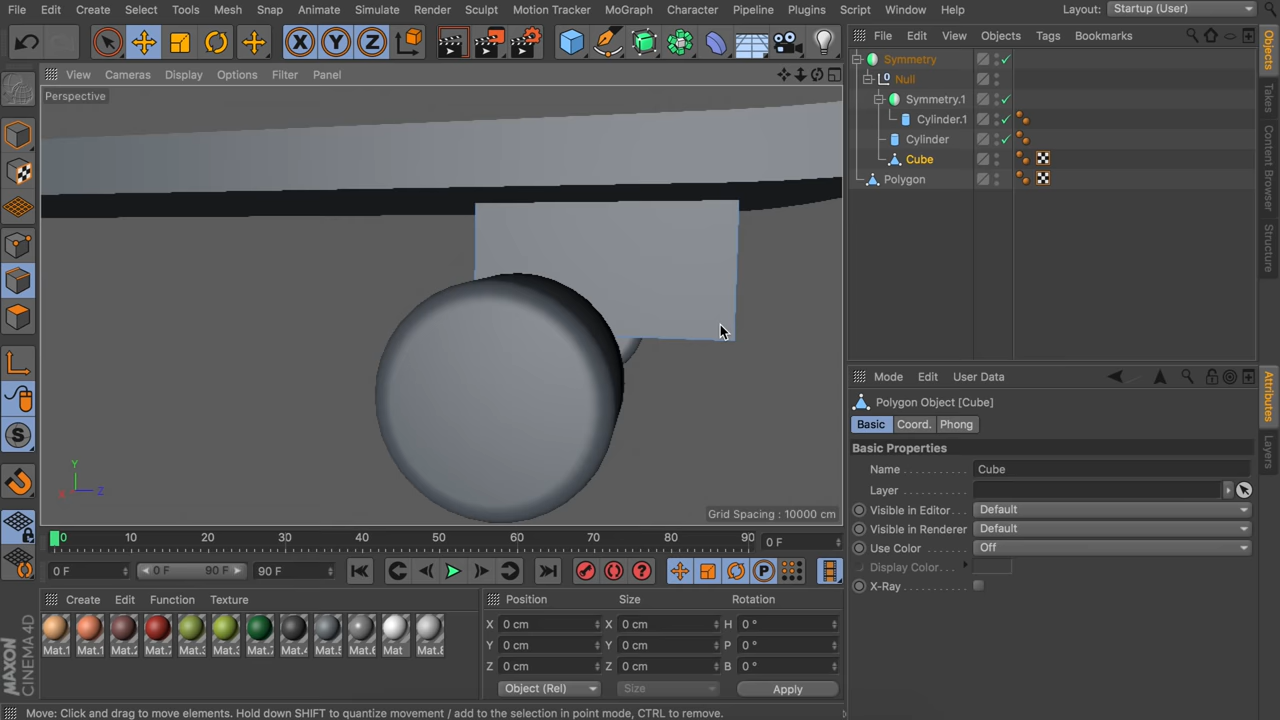 File Edit Create Select Tools Mesh Snap Animate Simulate Render Sculpt Motion Tracker MoGraph Character Pipeline Plugins Script Window Help Layout: Startup (User)
File Edit View Objects Tags Bookmarks
View Cameras Display Options Filter Panel
Perspective
Symmetry
Null
Symmetry.1
Cylinder.1
Cylinder
Cube
Polygon
Objects
Takes
Content Browser
Structure
Attributes
Layers
Mode Edit User Data
Polygon Object [Cube]
Basic Coord. Phong
Basic Properties
Name Cube
Layer
Visible in Editor Default
Visible in Renderer Default
Use Color Off
Display Color
X-Ray
Y
X Z
Grid Spacing : 10000 cm
0 10 20 30 40 50 60 70 80 90 0 F
0 F 0 F 90 F 90 F
Create Edit Function Texture
Mat.1 Mat.1 Mat.2 Mat.7 Mat.3 Mat.3 Mat.7 Mat.4 Mat.5 Mat.6 Mat Mat.8
Position Size Rotation
X 0 cm X 0 cm H 0 °
Y 0 cm Y 0 cm P 0 °
Z 0 cm Z 0 cm B 0 °
Object (Rel) Size Apply
MAXON
CINEMA 4D
Move: Click and drag to move elements. Hold down SHIFT to quantize movement / add to the selection in point mode, CTRL to remove.